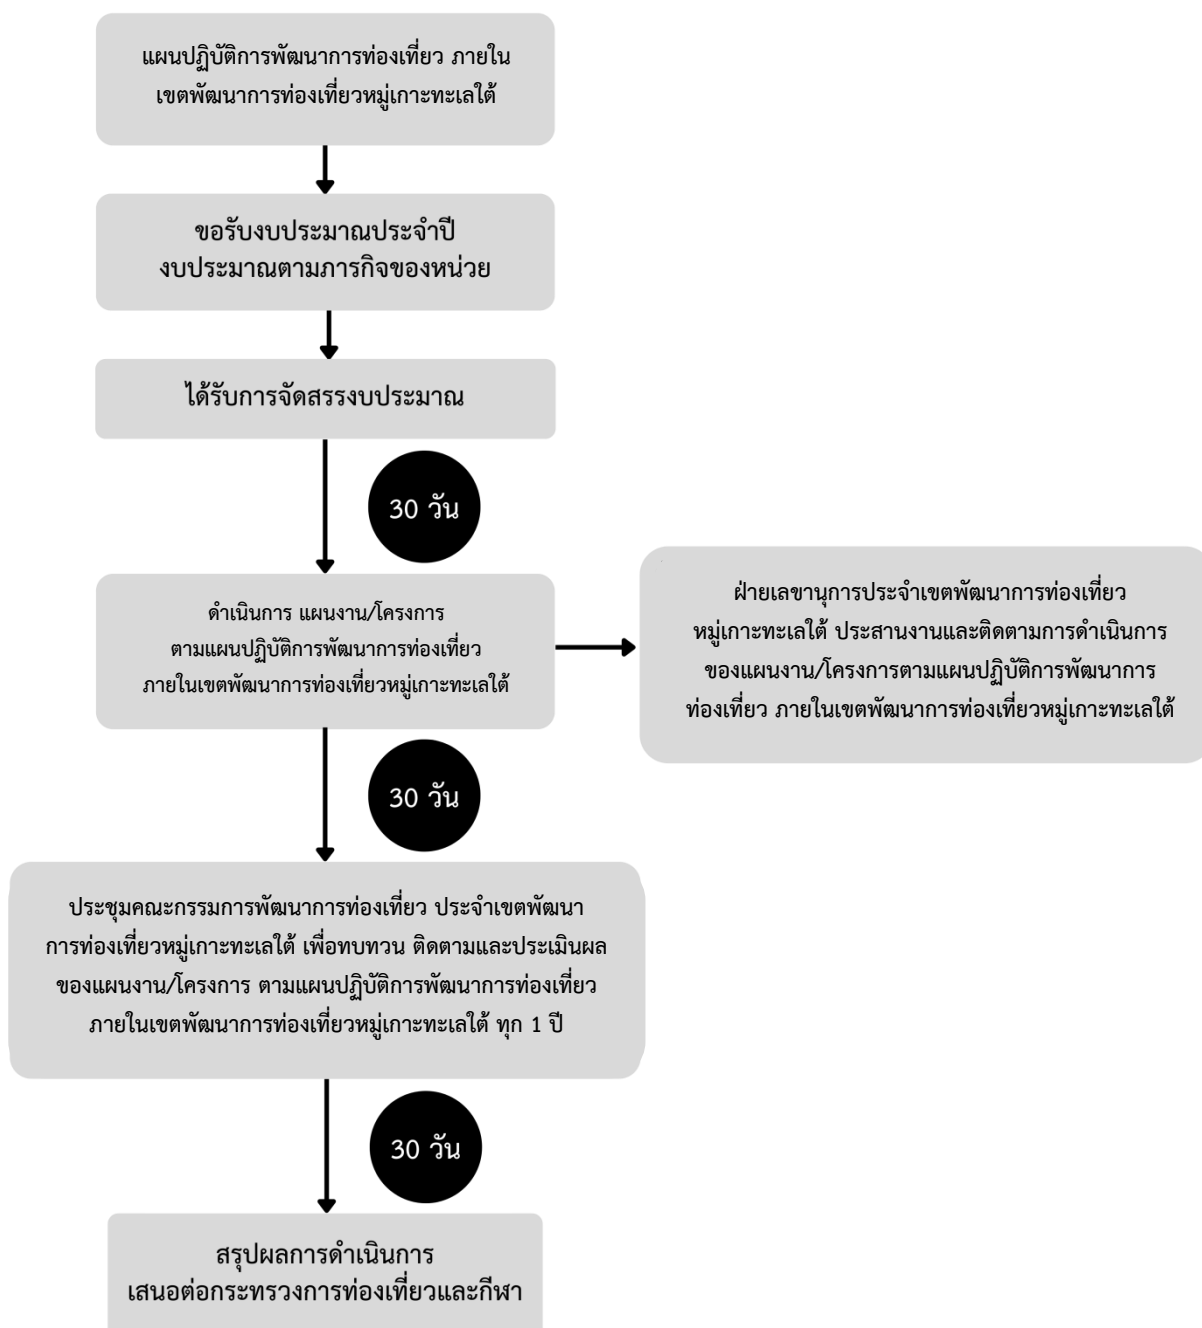 แผนปฏิบัติการพัฒนาการท่องเที่ยว ภายใน
เขตพัฒนาการท่องเที่ยวหมู่เกาะทะเลใต้
ขอรับงบประมาณประจำปี
งบประมาณตามภารกิจของหน่วย
ได้รับการจัดสรรงบประมาณ
30 วัน
ดำเนินการ แผนงาน/โครงการ
ตามแผนปฏิบัติการพัฒนาการท่องเที่ยว
ภายในเขตพัฒนาการท่องเที่ยวหมู่เกาะทะเลใต้
ฝ่ายเลขานุการประจำเขตพัฒนาการท่องเที่ยว
หมู่เกาะทะเลใต้ ประสานงานและติดตามการดำเนินการ
ของแผนงาน/โครงการตามแผนปฏิบัติการพัฒนาการ
ท่องเที่ยว ภายในเขตพัฒนาการท่องเที่ยวหมู่เกาะทะเลใต้
30 วัน
ประชุมคณะกรรมการพัฒนาการท่องเที่ยว ประจำเขตพัฒนา
การท่องเที่ยวหมู่เกาะทะเลใต้ เพื่อทบทวน ติดตามและประเมินผล
ของแผนงาน/โครงการ ตามแผนปฏิบัติการพัฒนาการท่องเที่ยว
ภายในเขตพัฒนาการท่องเที่ยวหมู่เกาะทะเลใต้ ทุก 1 ปี
30 วัน
สรุปผลการดำเนินการ
เสนอต่อกระทรวงการท่องเที่ยวและกีฬา